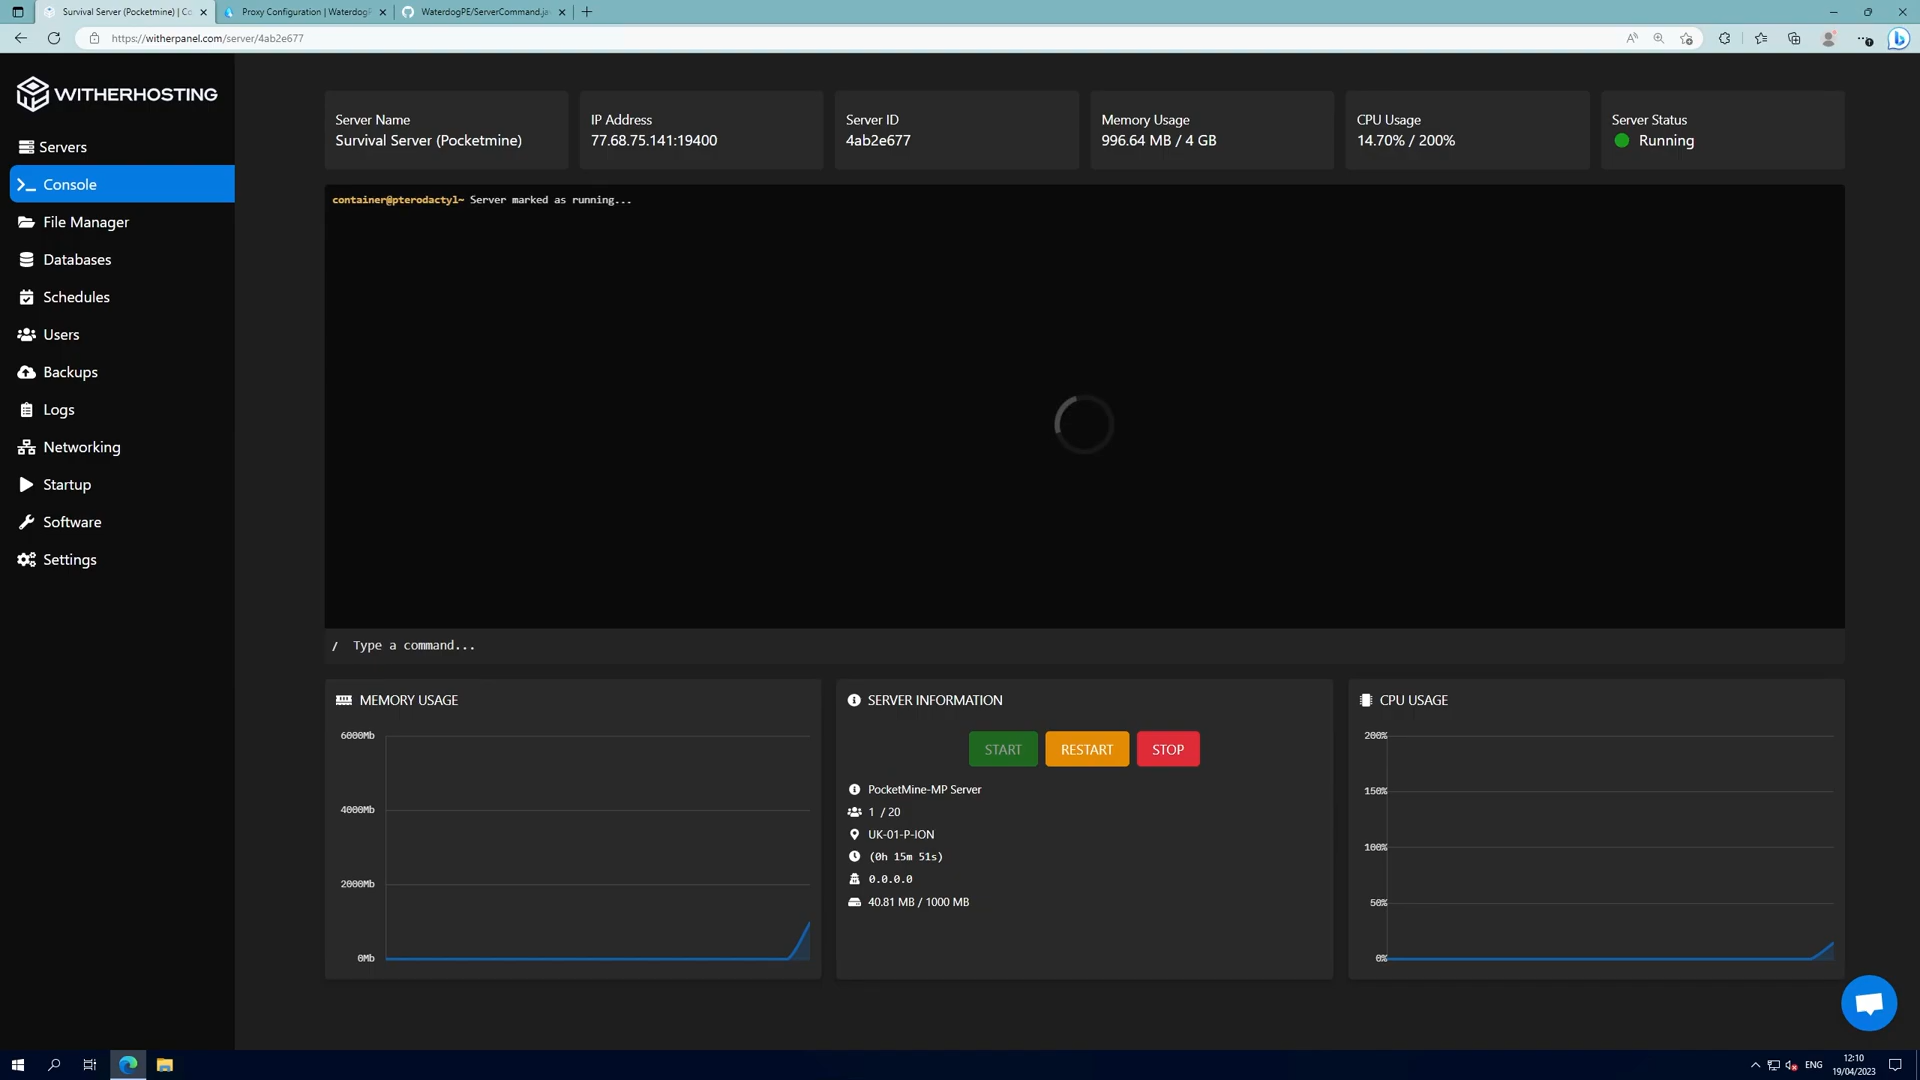 Survival Server (Pocketmine) | Co
Proxy Configuration | WaterdogP
WaterdogPE/ServerCommand.ja
https://witherpanel.com/server/4ab2e677
WITHERHOSTING
Servers
Console
File Manager
Databases
Schedules
Users
Backups
Logs
Networking
Startup
Software
Settings
Server Name
Survival Server (Pocketmine)
IP Address
77.68.75.141:19400
Server ID
4ab2e677
Memory Usage
996.64 MB / 4 GB
CPU Usage
14.70% / 200%
Server Status
Running
container@pterodactyl~ Server marked as running...
/ Type a command...
MEMORY USAGE
6000Mb
4000Mb
2000Mb
0Mb
SERVER INFORMATION
START
RESTART
STOP
PocketMine-MP Server
1 / 20
UK-01-P-ION
(0h 15m 51s)
0.0.0.0
40.81 MB / 1000 MB
CPU USAGE
200%
150%
100%
50%
0%
ENG
12:10
19/04/2023